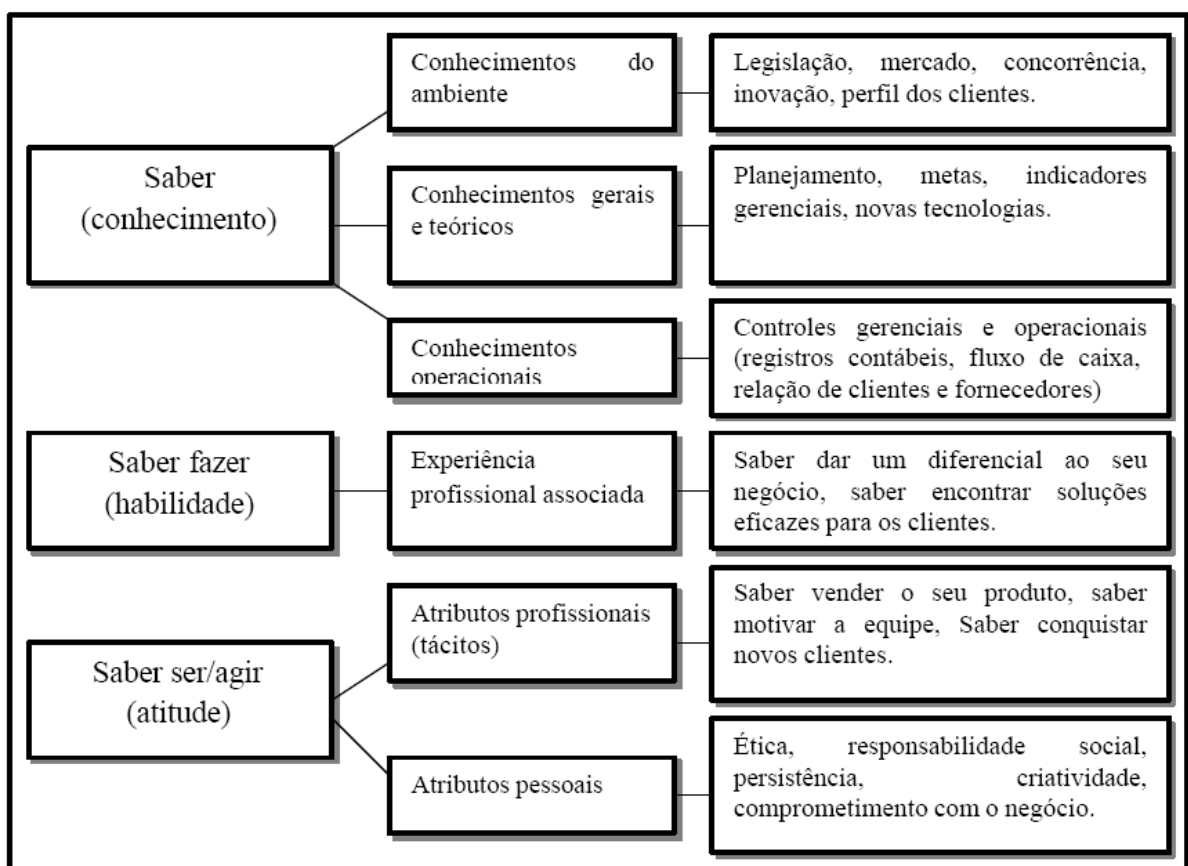 Saber
(conhecimento)
Conhecimentos do
ambiente
Legislação, mercado, concorrência,
inovação, perfil dos clientes.
Conhecimentos gerais
e teóricos
Planejamento, metas, indicadores
gerenciais, novas tecnologias.
Conhecimentos
operacionais
Controles gerenciais e operacionais
(registros contábeis, fluxo de caixa,
relação de clientes e fornecedores)
Saber fazer
(habilidade)
Experiência
profissional associada
Saber dar um diferencial ao seu
negócio, saber encontrar soluções
eficazes para os clientes.
Saber ser/agir
(atitude)
Atributos profissionais
(tácitos)
Saber vender o seu produto, saber
motivar a equipe, Saber conquistar
novos clientes.
Atributos pessoais
Ética, responsabilidade social,
persistência, criatividade,
comprometimento com o negócio.